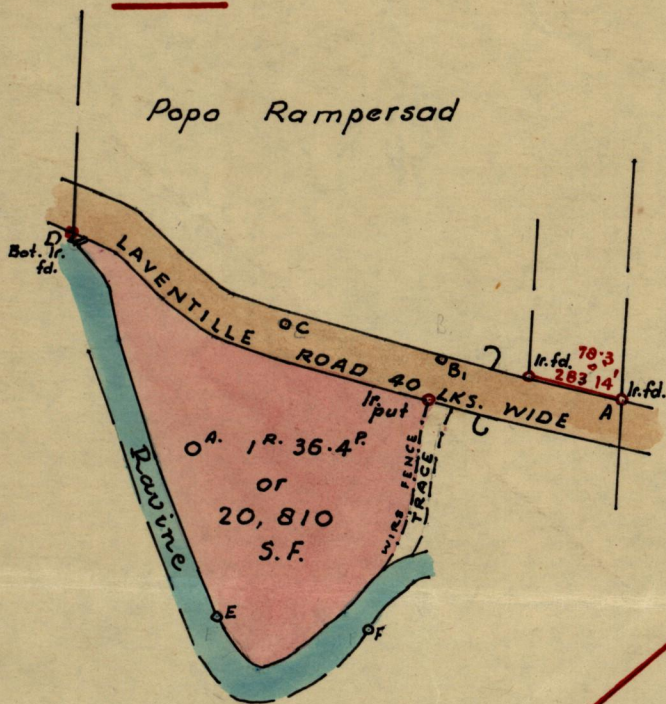 Popo Rampersad
D
Bot. Ir.
fd.
LAVENTILLE ROAD 40 LKS. WIDE
C
B1
Ir.fd.
78·3
283°14'
Ir.fd.
A
Ir.
put
0A. 1R. 36·4P.
or
20,810
S.F.
WIRE FENCE
TRACE
Ravine
E
F